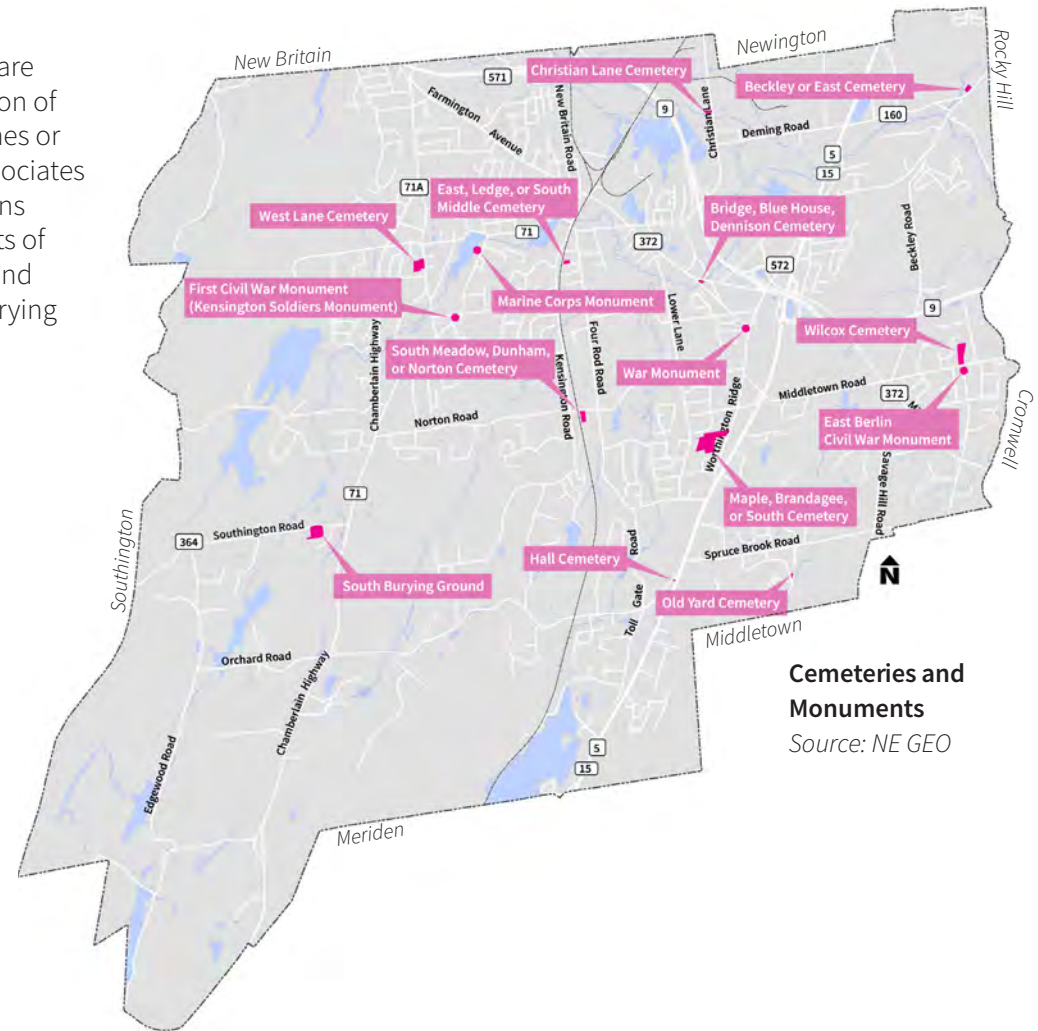 are
on of
nes or
sociates
ns
ts of
and
rrying
New Britain
Newington
Rocky Hill
571
Christian Lane Cemetery
Beckley or East Cemetery
Farmington Avenue
New Britain Road
9
Christian Lane
Deming Road
160
5
15
71A
East, Ledge, or South
Middle Cemetery
Bridge, Blue House,
Dennison Cemetery
West Lane Cemetery
71
372
Beckley Road
572
First Civil War Monument
(Kensington Soldiers Monument)
Marine Corps Monument
Lower Lane
9
Wilcox Cemetery
Chamberlain Highway
South Meadow, Dunham,
or Norton Cemetery
Four Rod Road
War Monument
Kensington Road
Middletown Road
372
Norton Road
Worthington Ridge
East Berlin
Civil War Monument
Cromwell
Savage Hill Road
71
Maple, Brandagee,
or South Cemetery
Southington
364
Southington Road
Hall Cemetery
Toll Gate Road
Spruce Brook Road
N
South Burying Ground
Old Yard Cemetery
Middletown
Orchard Road
Chamberlain Highway
Cemeteries and
Monuments
Source: NE GEO
Edgewood Road
5
15
Meriden